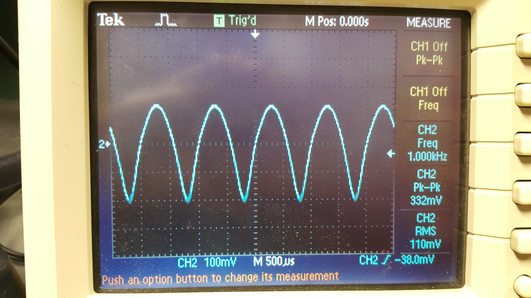 Tek T Trig'd M Pos: 0.000s MEASURE
CH1 Off
Pk-Pk
CH1 Off
Freq
2
CH2
Freq
1.000kHz
CH2
Pk-Pk
332mV
CH2
RMS
110mV
CH2 100mV M 500µs CH2 -38.0mV
Push an option button to change its measurement